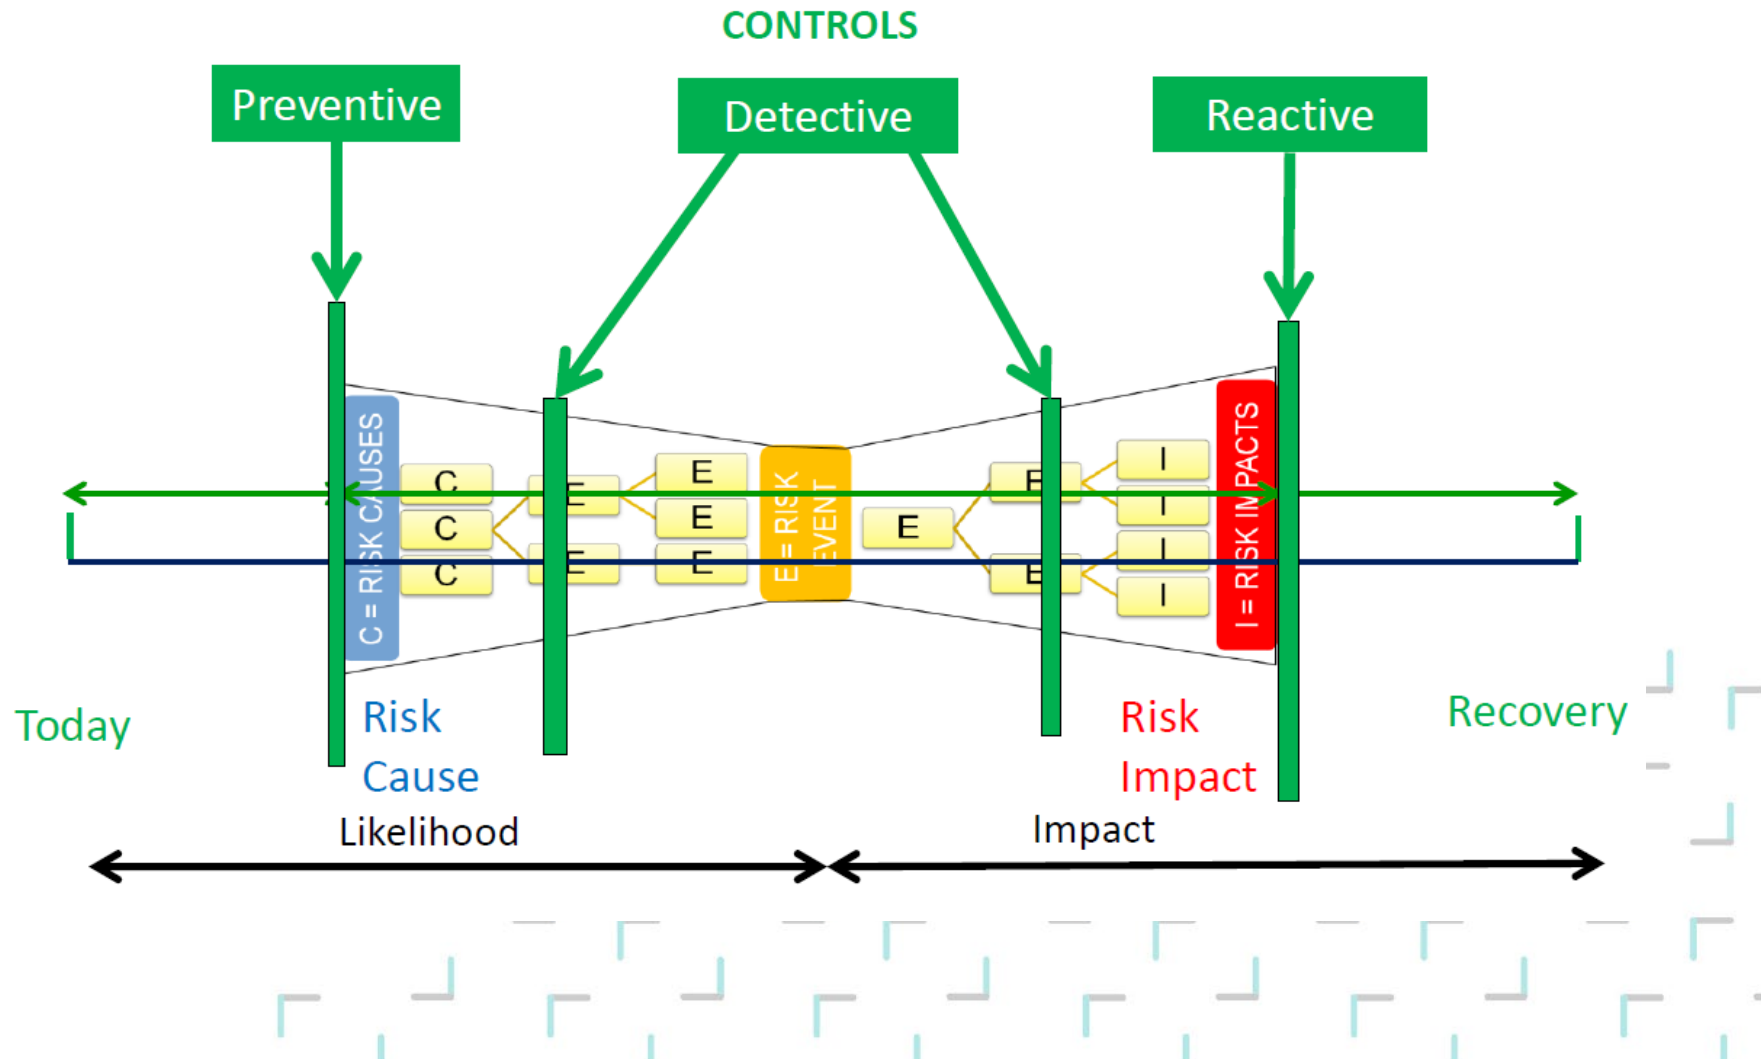 CONTROLS
Preventive
Detective
Reactive
C = RISK CAUSES
C
C
C
E
E
E
E
E
E = RISK
EVENT
E
E
E
I
I
I
I
I = RISK IMPACTS
Today
Risk
Cause
Risk
Impact
Recovery
Likelihood
Impact